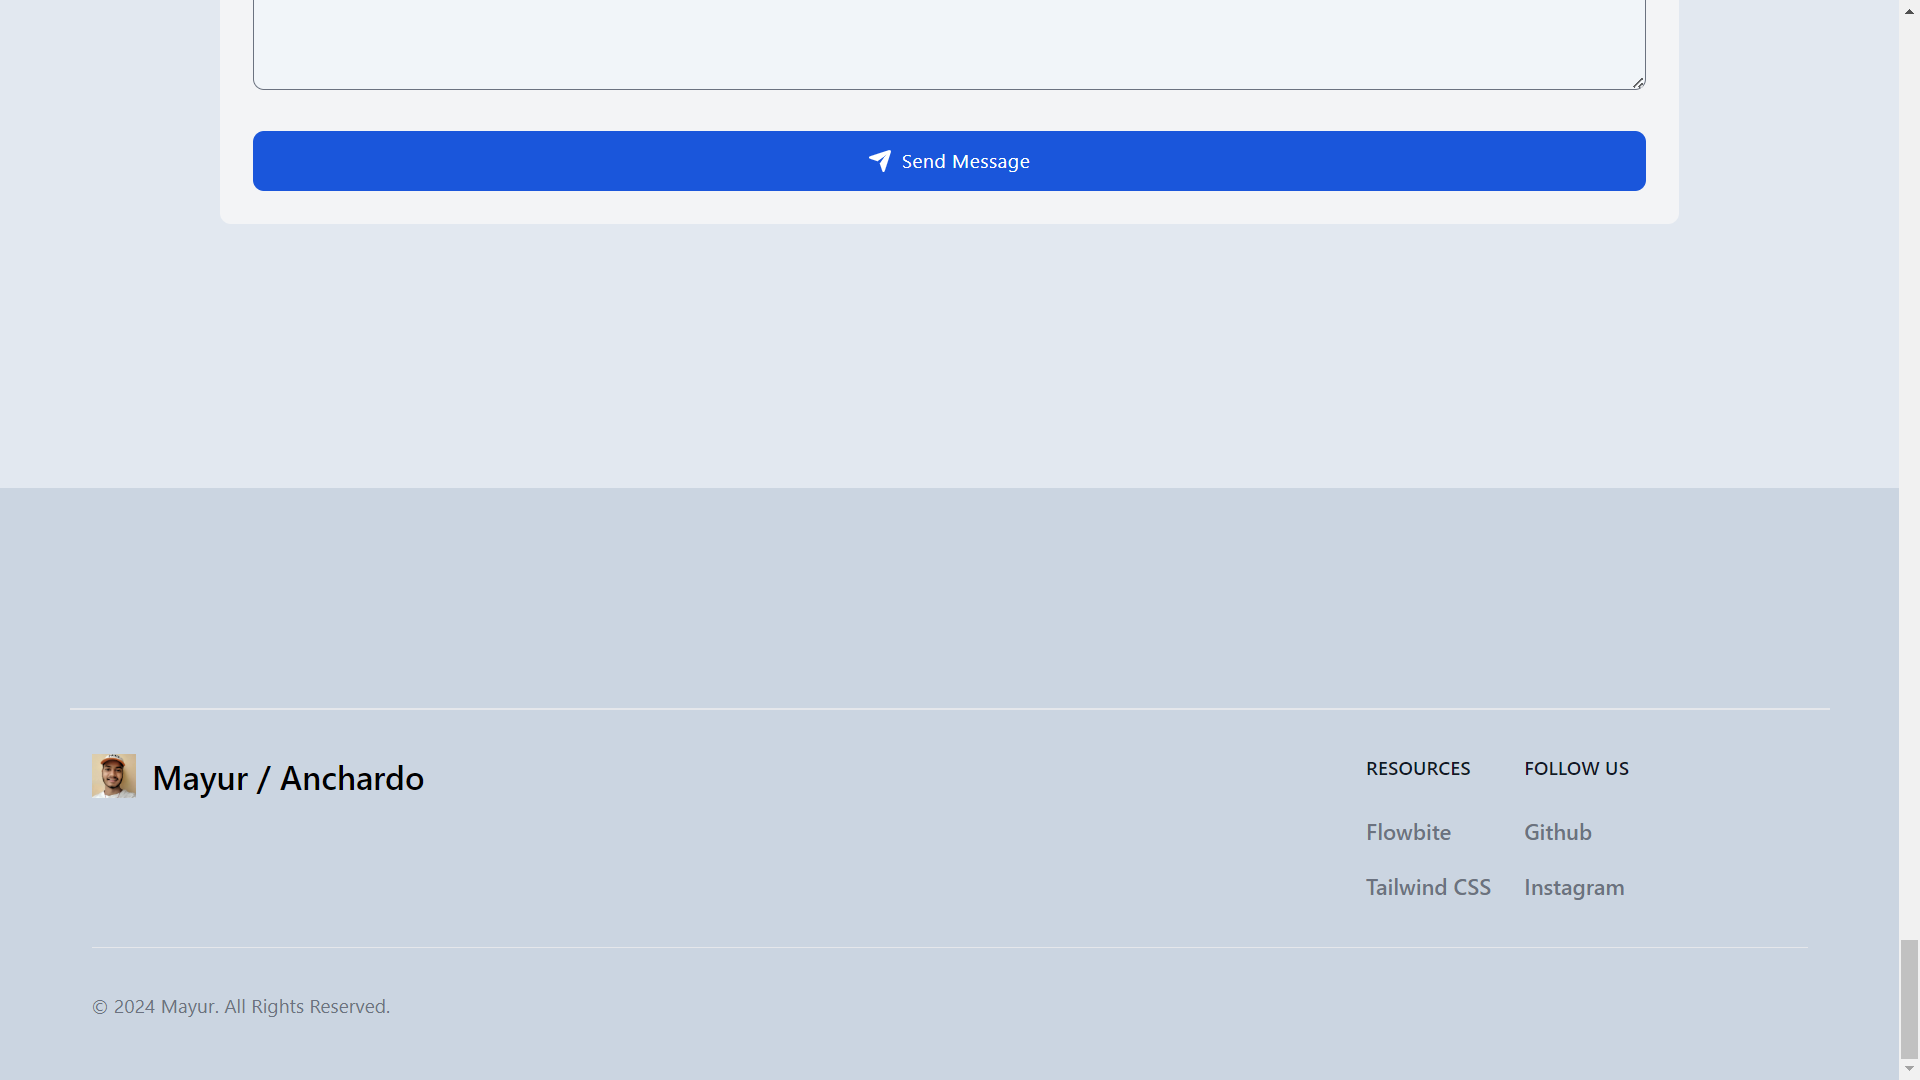 Send Message
Mayur / Anchardo
RESOURCES
Flowbite
Tailwind CSS
FOLLOW US
Github
Instagram
© 2024 Mayur. All Rights Reserved.